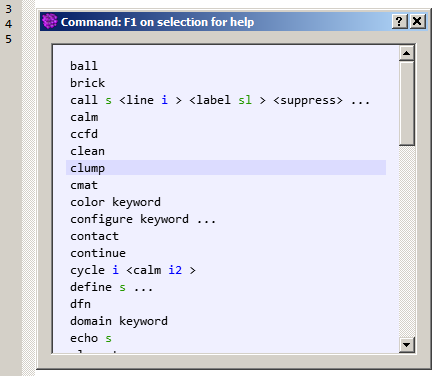 3
4
5
Command: F1 on selection for help
ball
brick
call s <line i > <label sl > <suppress> ...
calm
ccfd
clean
clump
cmat
color keyword
configure keyword ...
contact
continue
cycle i <calm i2 >
define s ...
dfn
domain keyword
echo s